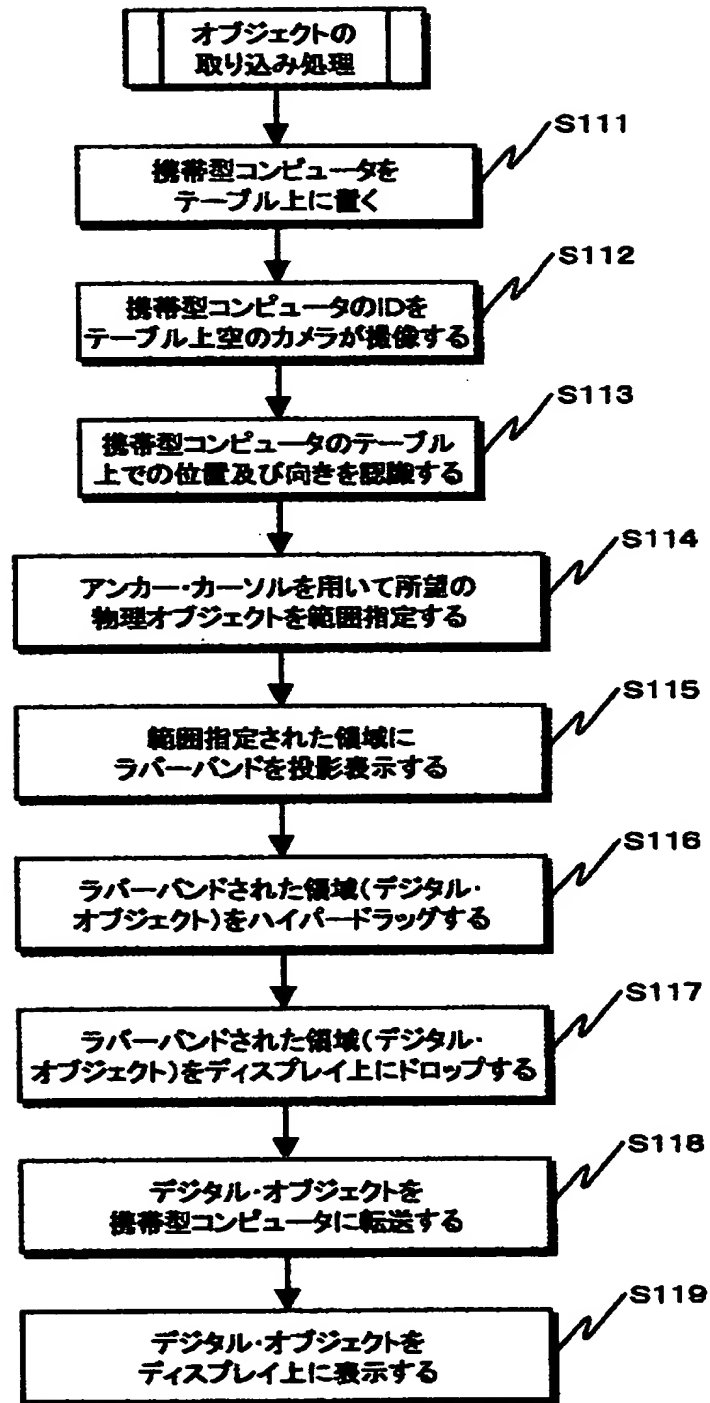 オブジェクトの
取り込み処理
S111
携帯型コンピュータを
テーブル上に置く
S112
携帯型コンピュータのIDを
テーブル上空のカメラが撮像する
S113
携帯型コンピュータのテーブル
上での位置及び向きを認識する
S114
アンカー・カーソルを用いて所望の
物理オブジェクトを範囲指定する
S115
範囲指定された領域に
ラバーバンドを投影表示する
S116
ラバーバンドされた領域(デジタル・
オブジェクト)をハイパードラッグする
S117
ラバーバンドされた領域(デジタル・
オブジェクト)をディスプレイ上にドロップする
S118
デジタル・オブジェクトを
携帯型コンピュータに転送する
S119
デジタル・オブジェクトを
ディスプレイ上に表示する